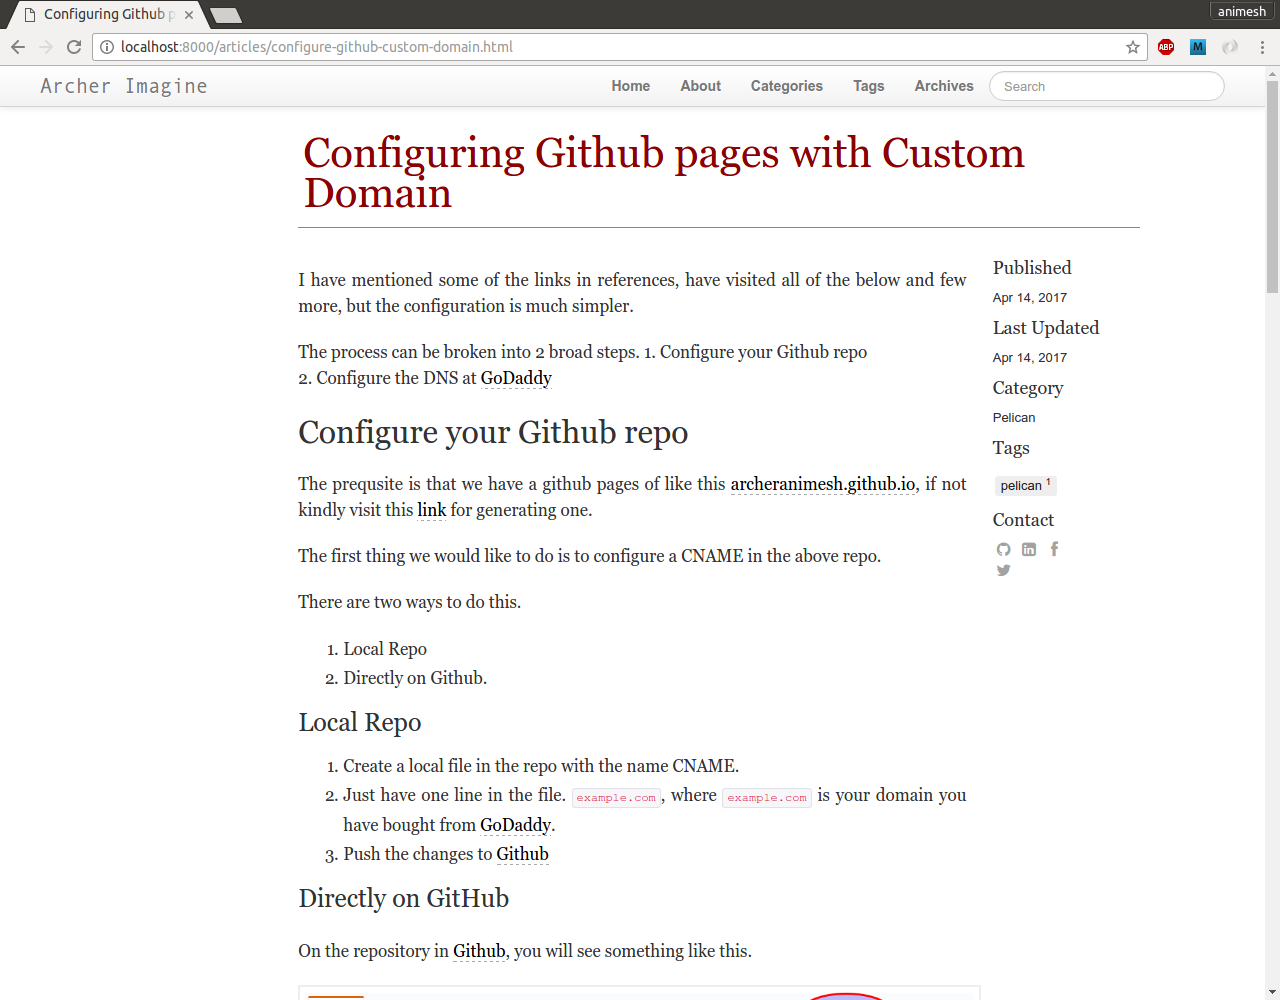 Configuring Github p
animesh
localhost:8000/articles/configure-github-custom-domain.html
ABP
M
Archer Imagine
Home
About
Categories
Tags
Archives
Search
Configuring Github pages with Custom
Domain
I have mentioned some of the links in references, have visited all of the below and few
more, but the configuration is much simpler.
The process can be broken into 2 broad steps. 1. Configure your Github repo
2. Configure the DNS at GoDaddy
Configure your Github repo
The prequsite is that we have a github pages of like this archeranimesh.github.io, if not
kindly visit this link for generating one.
The first thing we would like to do is to configure a CNAME in the above repo.
There are two ways to do this.
1. Local Repo
2. Directly on Github.
Local Repo
1. Create a local file in the repo with the name CNAME.
2. Just have one line in the file. example.com, where example.com is your domain you
have bought from GoDaddy.
3. Push the changes to Github
Directly on GitHub
On the repository in Github, you will see something like this.
Published
Apr 14, 2017
Last Updated
Apr 14, 2017
Category
Pelican
Tags
pelican 1
Contact